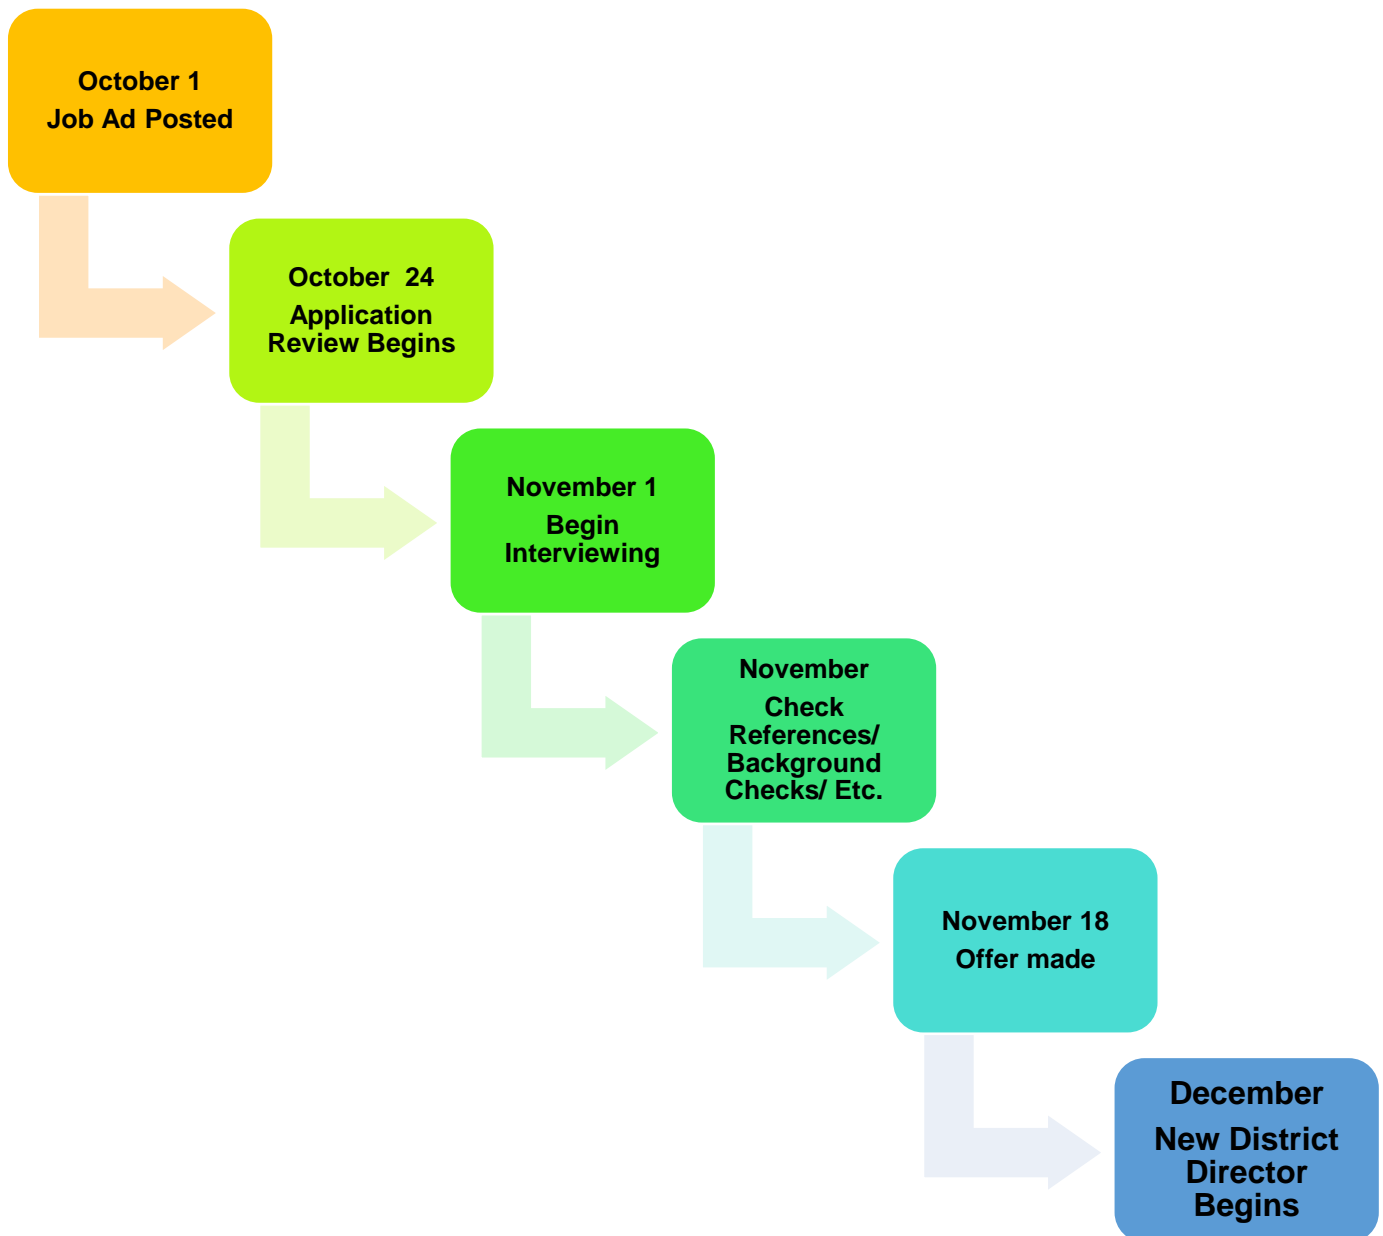 October 1
Job Ad Posted
October  24
Application
Review Begins
November 1
Begin
Interviewing
November
Check
References/
Background
Checks/ Etc.
November 18
Offer made
December
New District
Director
Begins